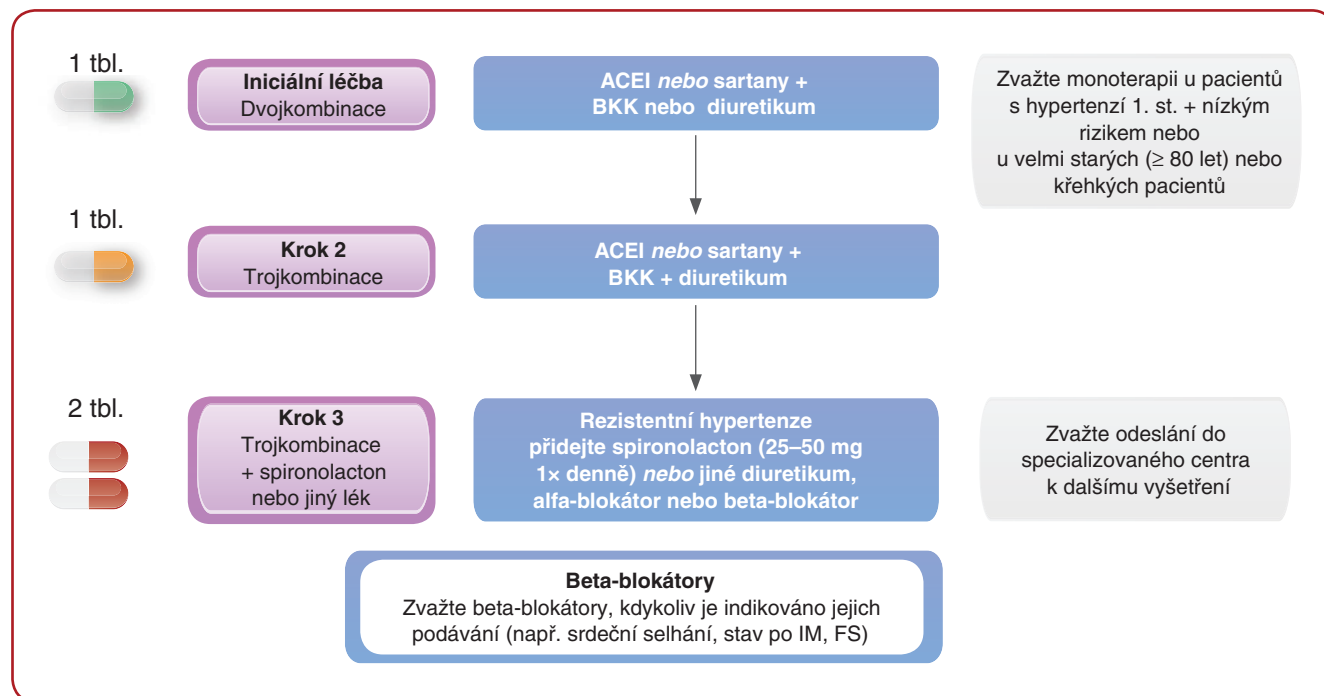 1 tbl.
Iniciální léčba
Dvojkombinace
ACEI nebo sartany +
BKK nebo diuretikum
Zvažte monoterapii u pacientů
s hypertenzí 1. st. + nízkým
rizikem nebo
u velmi starých (≥ 80 let) nebo
křehkých pacientů
1 tbl.
Krok 2
Trojkombinace
ACEI nebo sartany +
BKK + diuretikum
2 tbl.
Krok 3
Trojkombinace
+ spironolacton
nebo jiný lék
Rezistentní hypertenze
přidejte spironolacton (25–50 mg
1× denně) nebo jiné diuretikum,
alfa-blokátor nebo beta-blokátor
Zvažte odeslání do
specializovaného centra
k dalšímu vyšetření
Beta-blokátory
Zvažte beta-blokátory, kdykoliv je indikováno jejich
podávání (např. srdeční selhání, stav po IM, FS)